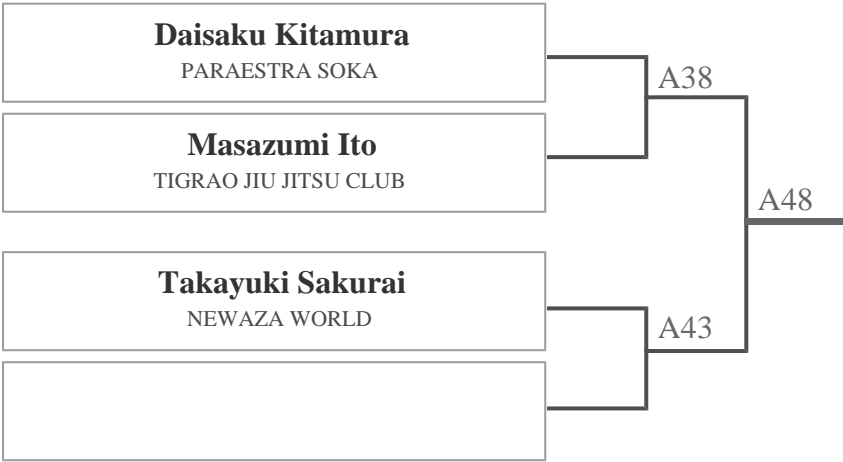 Daisaku Kitamura
PARAESTRA SOKA
A38
Masazumi Ito
TIGRAO JIU JITSU CLUB
A48
Takayuki Sakurai
NEWAZA WORLD
A43